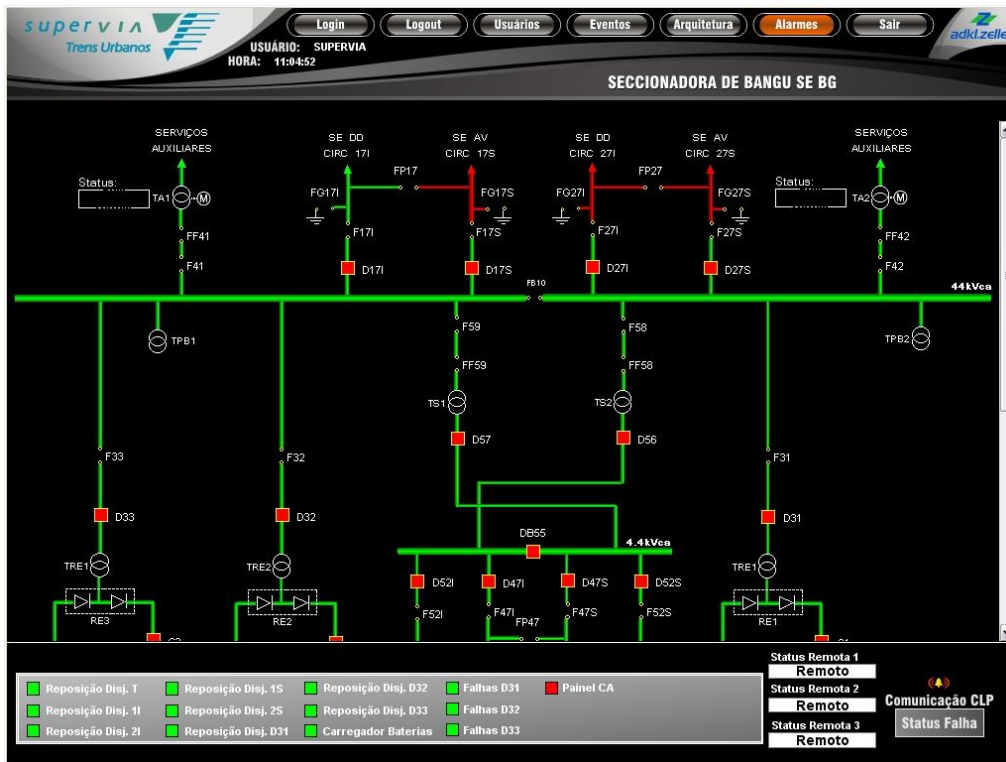 supervia
Trens Urbanos
Login
Logout
Usuários
Eventos
Arquitetura
Alarmes
Sair
adkl.zeller
USUÁRIO: SUPERVIA
HORA: 11:04:52
SECCIONADORA DE BANGU SE BG
SERVIÇOS
AUXILIARES
SE DD
CIRC 17I
SE AV
CIRC 17S
SE DD
CIRC 27I
SE AV
CIRC 27S
SERVIÇOS
AUXILIARES
FP17
FP27
Status:
TA1
M
FG17I
FG17S
FG27I
FG27S
Status:
TA2
M
FF41
F17I
F17S
F27I
F27S
FF42
F41
D17I
D17S
D27I
D27S
F42
FB10
44kVca
TPB1
F59
F58
TPB2
FF59
FF58
TS1
TS2
D57
D56
F33
F32
F31
D33
D32
D31
DB55
4.4kVca
TRE1
TRE2
TRE1
D52I
D47I
D47S
D52S
F52I
F47I
F47S
F52S
RE3
RE2
RE1
FP47
Status Remota 1
Remoto
Status Remota 2
Remoto
Status Remota 3
Remoto
Reposição Disj. T
Reposição Disj. 1S
Reposição Disj. D32
Falhas D31
Painel CA
Reposição Disj. 1I
Reposição Disj. 2S
Reposição Disj. D33
Falhas D32
Reposição Disj. 2I
Reposição Disj. D31
Carregador Baterias
Falhas D33
Comunicação CLP
Status Falha